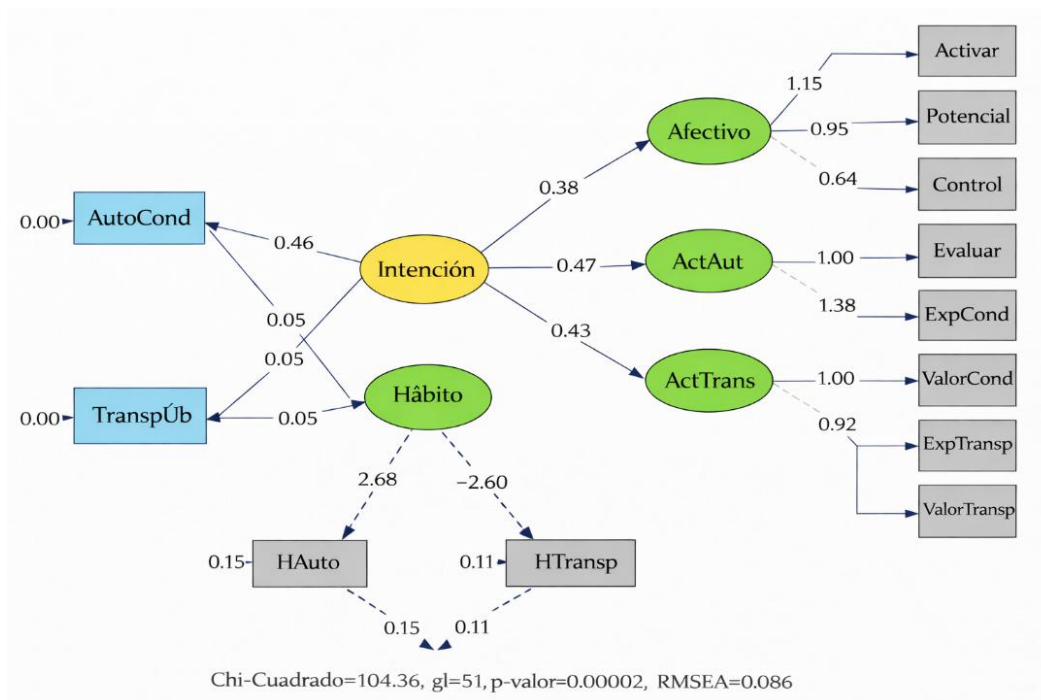 Activar
1.15
Afectivo
0.95
Potencial
0.64
Control
0.38
0.00
AutoCond
0.46
Intención
0.47
ActAut
1.00
Evaluar
1.38
ExpCond
0.05
0.43
0.05
Hâbito
ActTrans
1.00
ValorCond
0.00
TranspÚb
0.05
0.92
ExpTransp
ValorTransp
2.68
−2.60
0.15
HAuto
0.11
HTransp
0.15
0.11
Chi-Cuadrado=104.36, gl=51, p-valor=0.00002, RMSEA=0.086